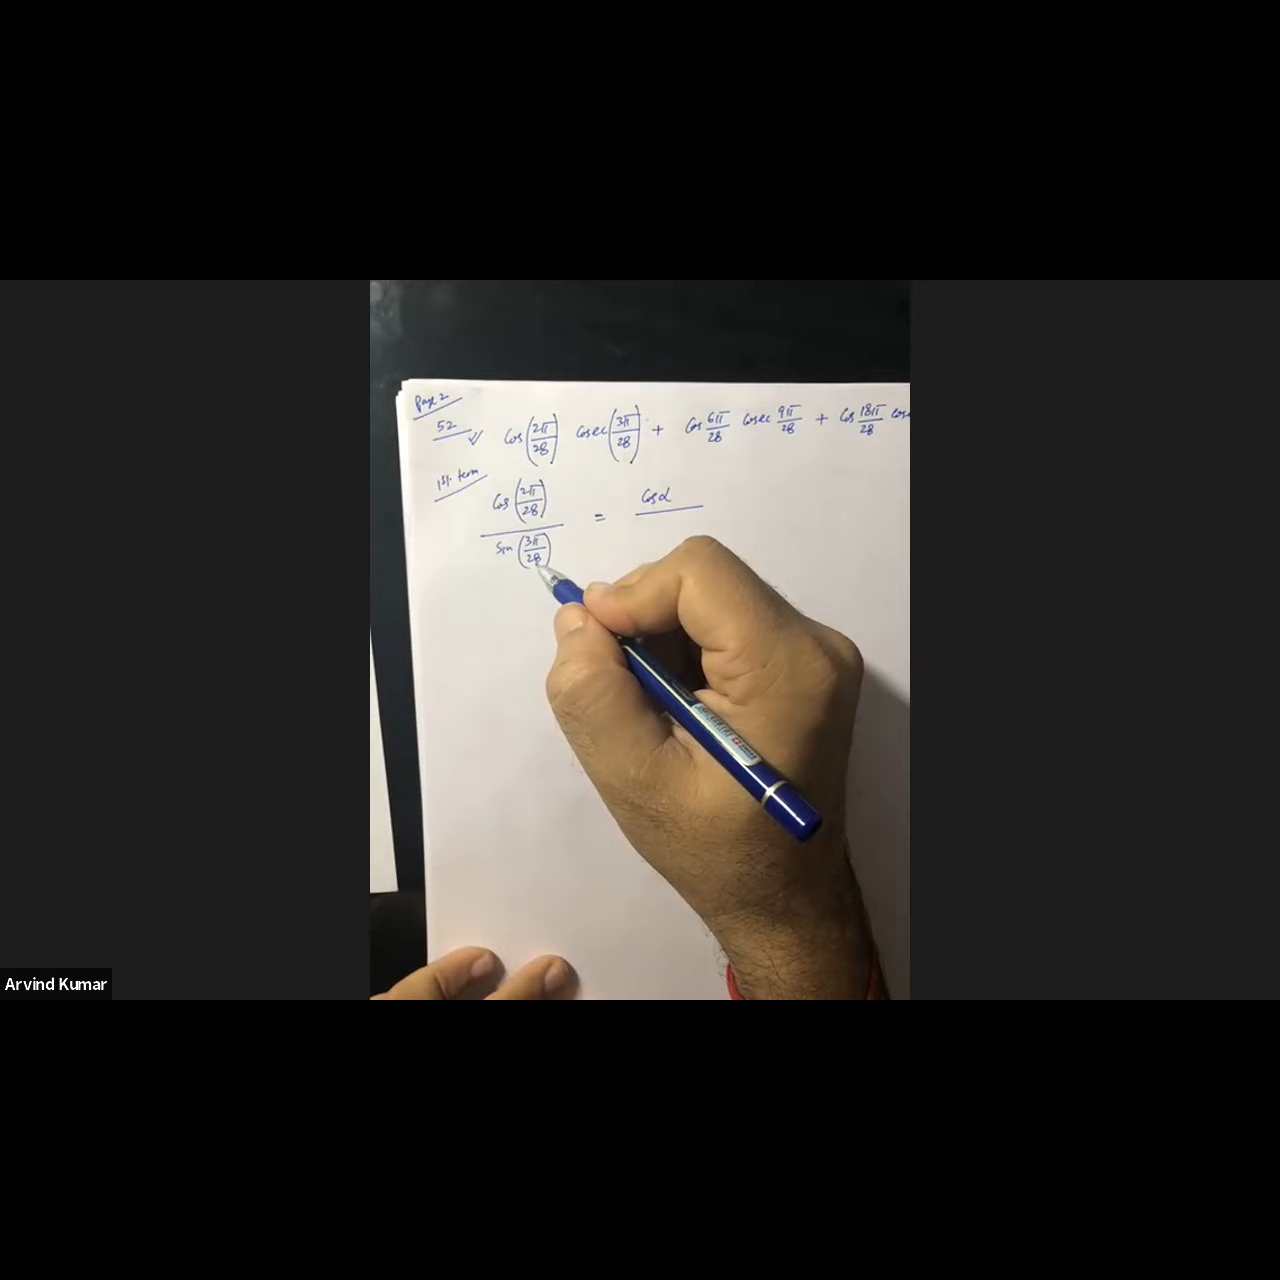 Page 2
52 cos(2π/28) cosec(3π/28) + cos 6π/28 cosec 9π/28 + cos 18π/28
1st term
cos(2π/28) / sin(3π/28) = cosα
Arvind Kumar